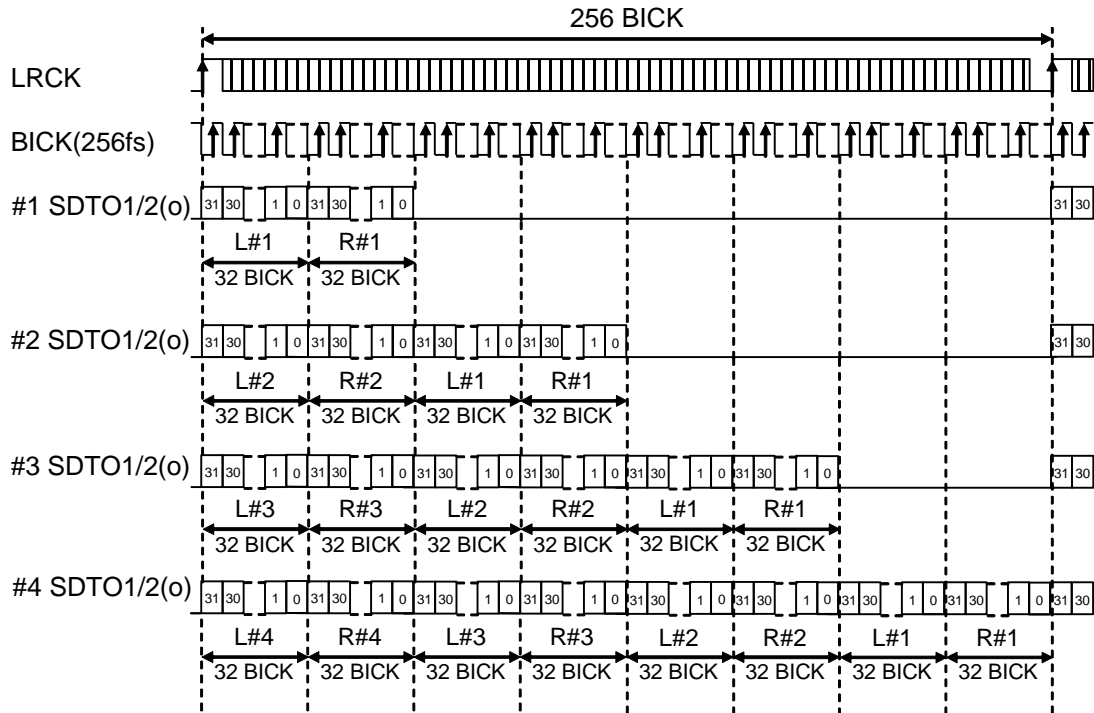 256 BICK
LRCK
BICK(256fs)
#1 SDTO1/2(o) 31 30 1 0 31 30 1 0 31 30
L#1 R#1
32 BICK 32 BICK
#2 SDTO1/2(o) 31 30 1 0 31 30 1 0 31 30 1 0 31 30 1 0 31 30
L#2 R#2 L#1 R#1
32 BICK 32 BICK 32 BICK 32 BICK
#3 SDTO1/2(o) 31 30 1 0 31 30 1 0 31 30 1 0 31 30 1 0 31 30 1 0 31 30 1 0 31 30
L#3 R#3 L#2 R#2 L#1 R#1
32 BICK 32 BICK 32 BICK 32 BICK 32 BICK 32 BICK
#4 SDTO1/2(o) 31 30 1 0 31 30 1 0 31 30 1 0 31 30 1 0 31 30 1 0 31 30 1 0 31 30 1 0 31 30 1 0 31 30
L#4 R#4 L#3 R#3 L#2 R#2 L#1 R#1
32 BICK 32 BICK 32 BICK 32 BICK 32 BICK 32 BICK 32 BICK 32 BICK